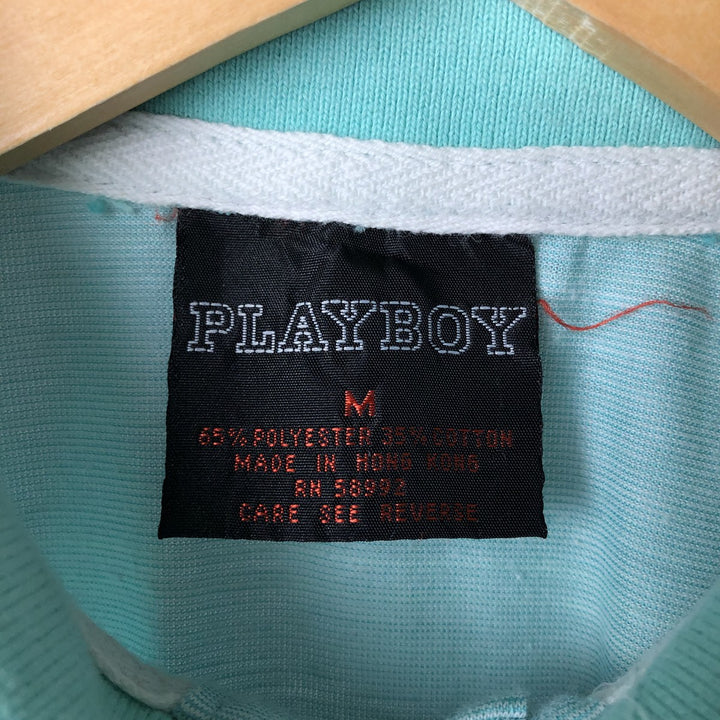 PLAYBOY
M
65% POLYESTER 35% COTTON
MADE IN HONG KONG
RN 58992
CARE SEE REVERSE